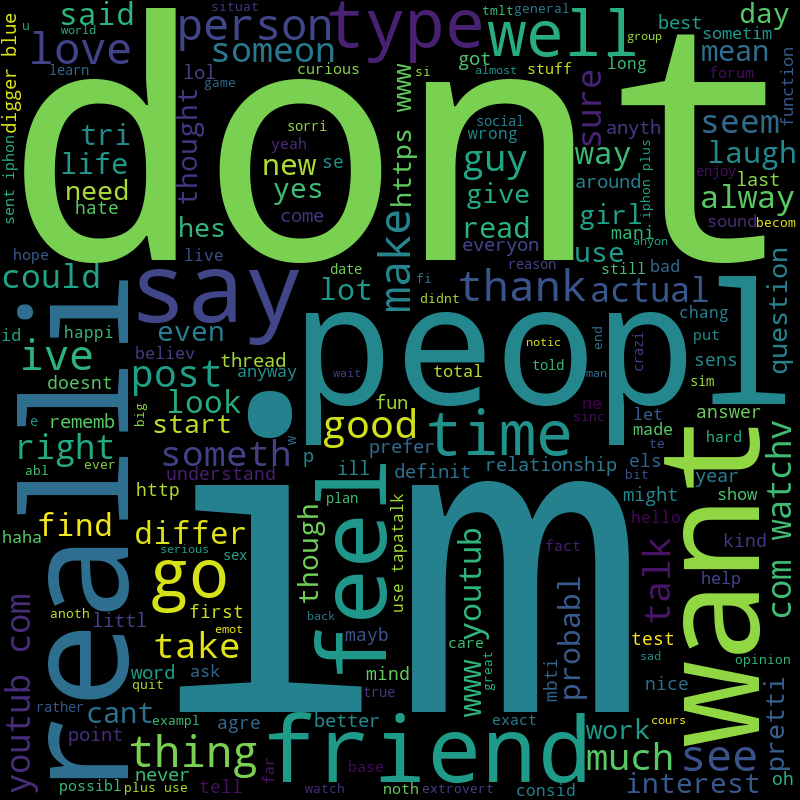 dont
im
peopl
reallli
want
say
friend
feel
go
well
type
time
thing
make
thank
actual
person
someon
love
said
see
much
talk
good
ive
right
post
look
someth
differ
take
find
even
could
start
tri
life
need
hate
new
yes
lol
thought
hes
guy
read
give
girl
way
use
alway
laugh
seem
mean
day
sure
https www
com watchv
www youtub
youtub com
though
probabl
mbti
work
interest
pretti
question
cant
word
ask
first
littl
point
agre
never
tell
better
mind
mayb
care
nice
test
help
kind
year
show
answer
might
hard
els
let
made
definit
relationship
prefer
ill
p
fun
total
thread
anyway
believ
happi
doesnt
rememb
understand
http
haha
abl
ever
e
id
hope
live
come
yeah
sorri
se
curious
got
long
stuff
si
almost
situat
general
group
best
sometim
forum
function
last
enjoy
sound
becom
anyth
around
social
wrong
mani
still
bad
iphon plus
anyon
everyon
reason
date
fi
didnt
lot
chang
put
sens
sim
end
man
crazi
told
notic
wait
ne
sinc
te
bit
hello
fact
sad
opinion
cours
oh
true
back
great
use tapatalk
plan
sex
serious
emot
quit
anoth
rather
exampl
possibl
plus use
far
base
noth
watch
extrovert
exact
consid
w
big
digger blue
sent iphon
u
world
learn
game